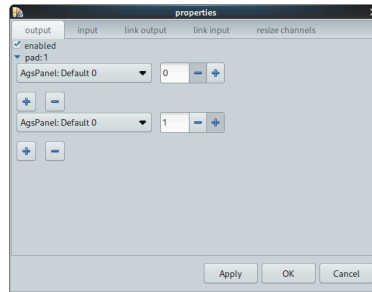 properties
output input link output link input resize channels
enabled
pad: 1
AgsPanel: Default 0 0
AgsPanel: Default 0 1
Apply OK Cancel